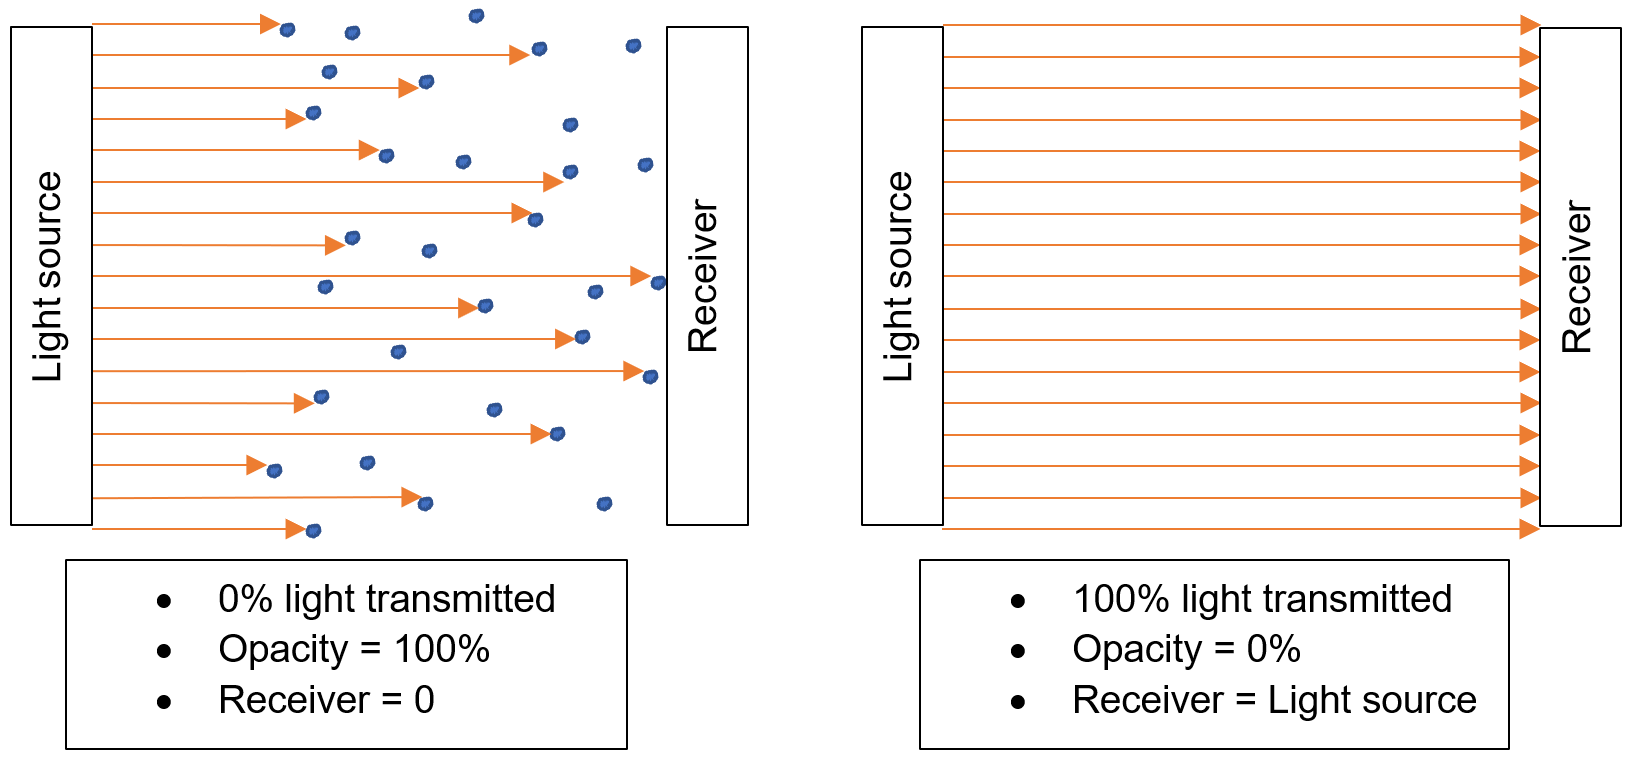 Light source
Receiver
• 0% light transmitted
• Opacity = 100%
• Receiver = 0
Light source
Receiver
• 100% light transmitted
• Opacity = 0%
• Receiver = Light source